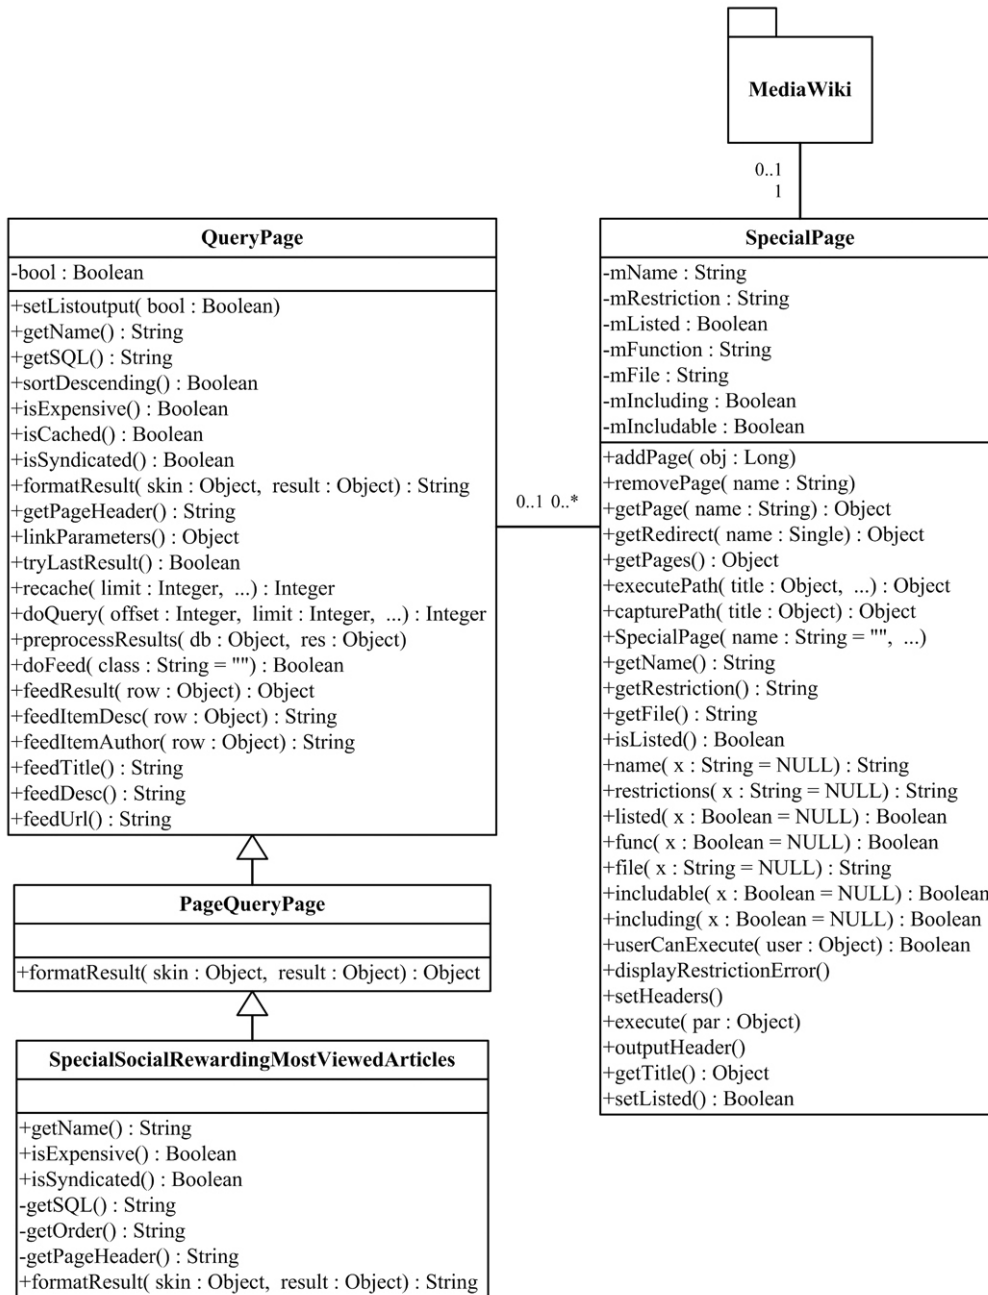 MediaWiki
0..1
1
QueryPage
-bool : Boolean
+setListoutput( bool : Boolean)
+getName() : String
+getSQL() : String
+sortDescending() : Boolean
+isExpensive() : Boolean
+isCached() : Boolean
+isSyndicated() : Boolean
+formatResult( skin : Object, result : Object) : String
+getPageHeader() : String
+linkParameters() : Object
+tryLastResult() : Boolean
+recache( limit : Integer, ...) : Integer
+doQuery( offset : Integer, limit : Integer, ...) : Integer
+preprocessResults( db : Object, res : Object)
+doFeed( class : String = "") : Boolean
+feedResult( row : Object) : Object
+feedItemDesc( row : Object) : String
+feedItemAuthor( row : Object) : String
+feedTitle() : String
+feedDesc() : String
+feedUrl() : String
0..1 0..*
SpecialPage
-mName : String
-mRestriction : String
-mListed : Boolean
-mFunction : String
-mFile : String
-mIncluding : Boolean
-mIncludable : Boolean
+addPage( obj : Long)
+removePage( name : String)
+getPage( name : String) : Object
+getRedirect( name : Single) : Object
+getPages() : Object
+executePath( title : Object, ...) : Object
+capturePath( title : Object) : Object
+SpecialPage( name : String = "", ...)
+getName() : String
+getRestriction() : String
+getFile() : String
+isListed() : Boolean
+name( x : String = NULL) : String
+restrictions( x : String = NULL) : String
+listed( x : Boolean = NULL) : Boolean
+func( x : Boolean = NULL) : Boolean
+file( x : String = NULL) : String
+includable( x : Boolean = NULL) : Boolean
+including( x : Boolean = NULL) : Boolean
+userCanExecute( user : Object) : Boolean
+displayRestrictionError()
+setHeaders()
+execute( par : Object)
+outputHeader()
+getTitle() : Object
+setListed() : Boolean
PageQueryPage
+formatResult( skin : Object, result : Object) : Object
SpecialSocialRewardingMostViewedArticles
+getName() : String
+isExpensive() : Boolean
+isSyndicated() : Boolean
-getSQL() : String
-getOrder() : String
-getPageHeader() : String
+formatResult( skin : Object, result : Object) : String